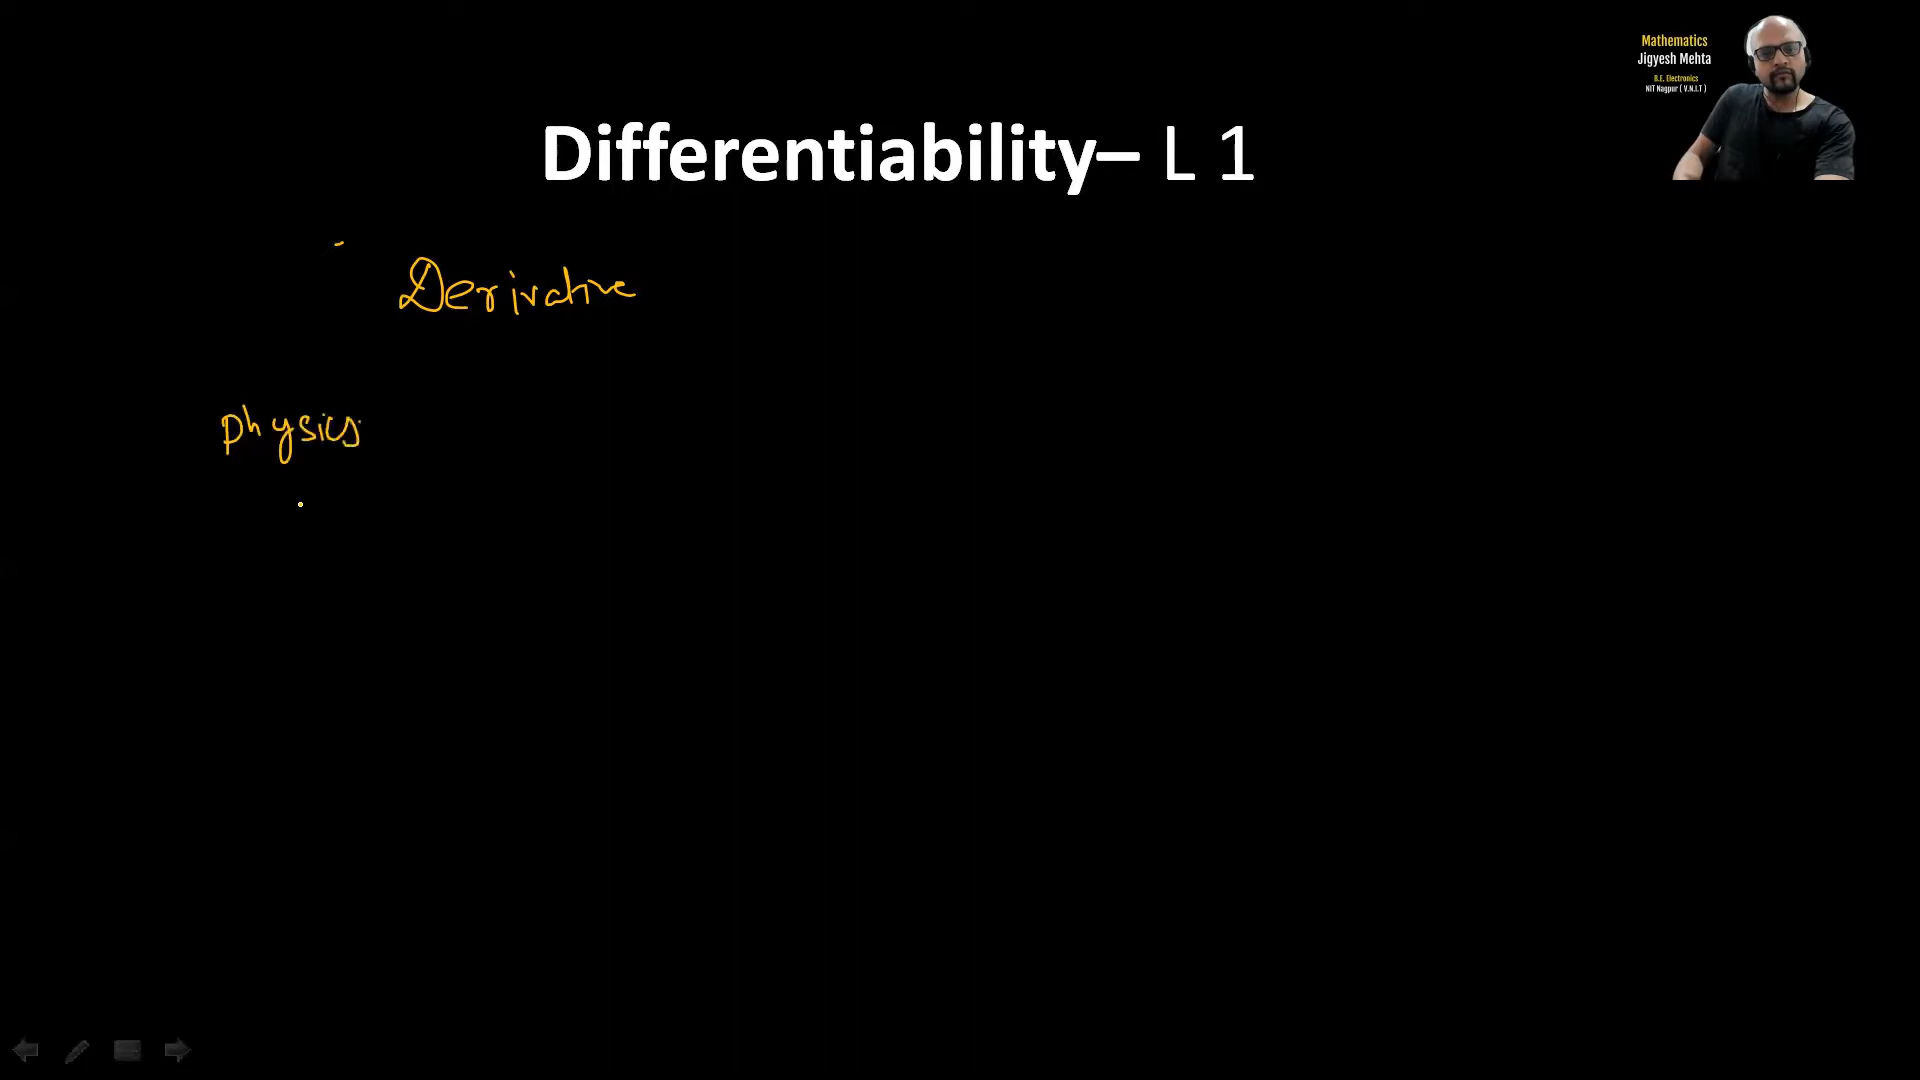 Mathematics
Jigyesh Mehta
B.E. Electronics
NIT Nagpur ( V.N.I.T )
Differentiability– L 1
Derivative
Physics